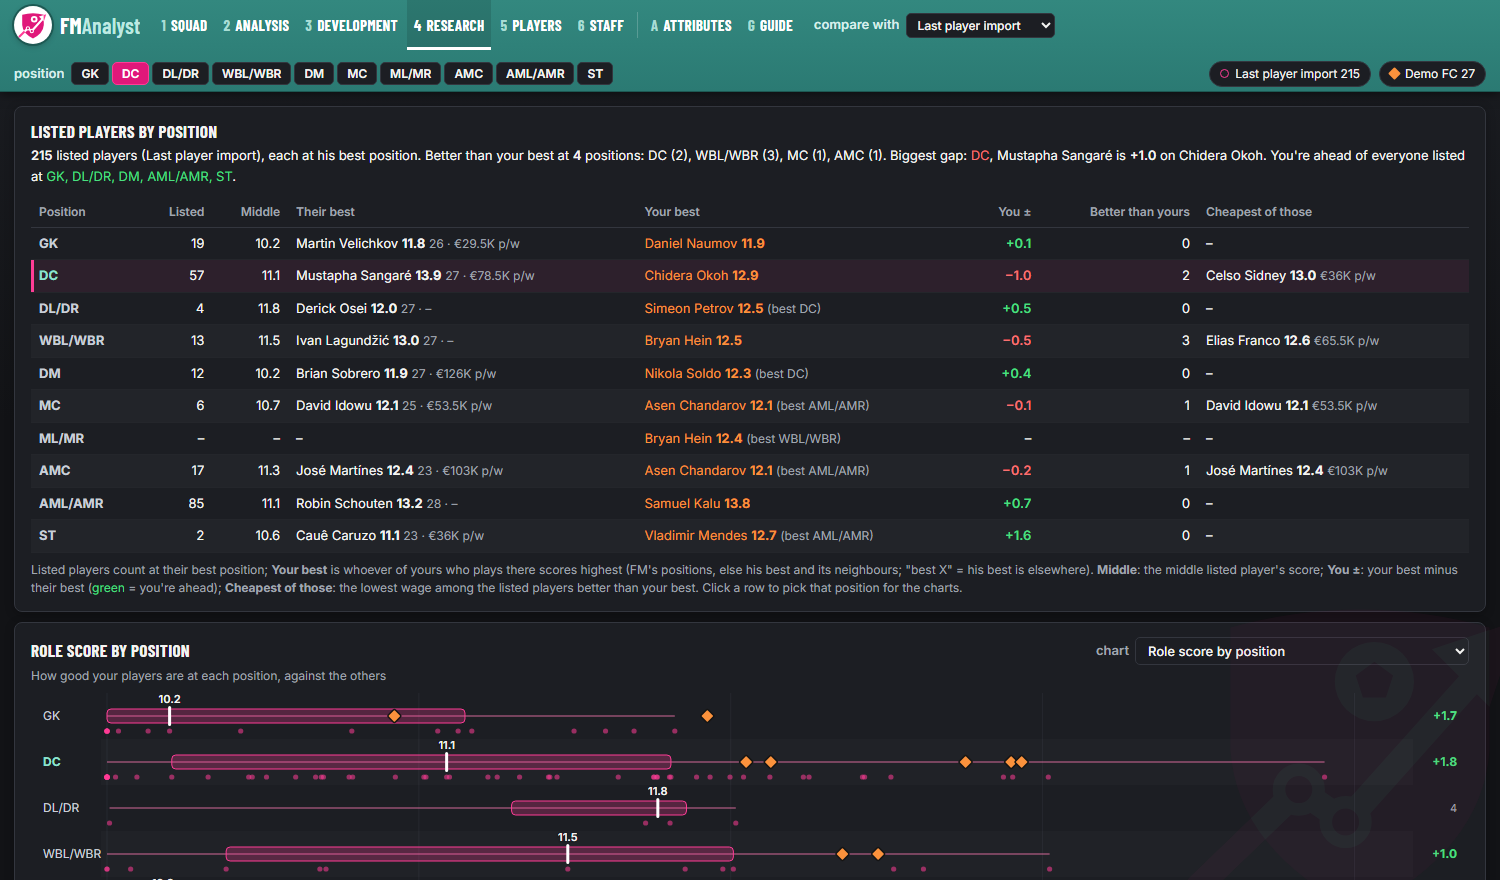 FMAnalyst 1 SQUAD 2 ANALYSIS 3 DEVELOPMENT 4 RESEARCH 5 PLAYERS 6 STAFF A ATTRIBUTES G GUIDE compare with Last player import
position GK DC DL/DR WBL/WBR DM MC ML/MR AMC AML/AMR ST Last player import 215 Demo FC 27
LISTED PLAYERS BY POSITION
215 listed players (Last player import), each at his best position. Better than your best at 4 positions: DC (2), WBL/WBR (3), MC (1), AMC (1). Biggest gap: DC, Mustapha Sangaré is +1.0 on Chidera Okoh. You're ahead of everyone listed
at GK, DL/DR, DM, AML/AMR, ST.
Position Listed Middle Their best Your best You ± Better than yours Cheapest of those
GK 19 10.2 Martin Velichkov 11.8 26 · €29.5K p/w Daniel Naumov 11.9 +0.1 0 –
DC 57 11.1 Mustapha Sangaré 13.9 27 · €78.5K p/w Chidera Okoh 12.9 −1.0 2 Celso Sidney 13.0 €36K p/w
DL/DR 4 11.8 Derick Osei 12.0 27 · – Simeon Petrov 12.5 (best DC) +0.5 0 –
WBL/WBR 13 11.5 Ivan Lagundžić 13.0 27 · – Bryan Hein 12.5 −0.5 3 Elias Franco 12.6 €65.5K p/w
DM 12 10.2 Brian Sobrero 11.9 27 · €126K p/w Nikola Soldo 12.3 (best DC) +0.4 0 –
MC 6 10.7 David Idowu 12.1 25 · €53.5K p/w Asen Chandarov 12.1 (best AML/AMR) −0.1 1 David Idowu 12.1 €53.5K p/w
ML/MR – – – Bryan Hein 12.4 (best WBL/WBR) – – –
AMC 17 11.3 José Martínes 12.4 23 · €103K p/w Asen Chandarov 12.1 (best AML/AMR) −0.2 1 José Martínes 12.4 €103K p/w
AML/AMR 85 11.1 Robin Schouten 13.2 28 · – Samuel Kalu 13.8 +0.7 0 –
ST 2 10.6 Cauê Caruzo 11.1 23 · €36K p/w Vladimir Mendes 12.7 (best AML/AMR) +1.6 0 –
Listed players count at their best position; Your best is whoever of yours who plays there scores highest (FM's positions, else his best and its neighbours; "best X" = his best is elsewhere). Middle: the middle listed player's score; You ±: your best minus
their best (green = you're ahead); Cheapest of those: the lowest wage among the listed players better than your best. Click a row to pick that position for the charts.
ROLE SCORE BY POSITION chart Role score by position
How good your players are at each position, against the others
10.2
GK +1.7
11.1
DC +1.8
11.8
DL/DR 4
11.5
WBL/WBR +1.0